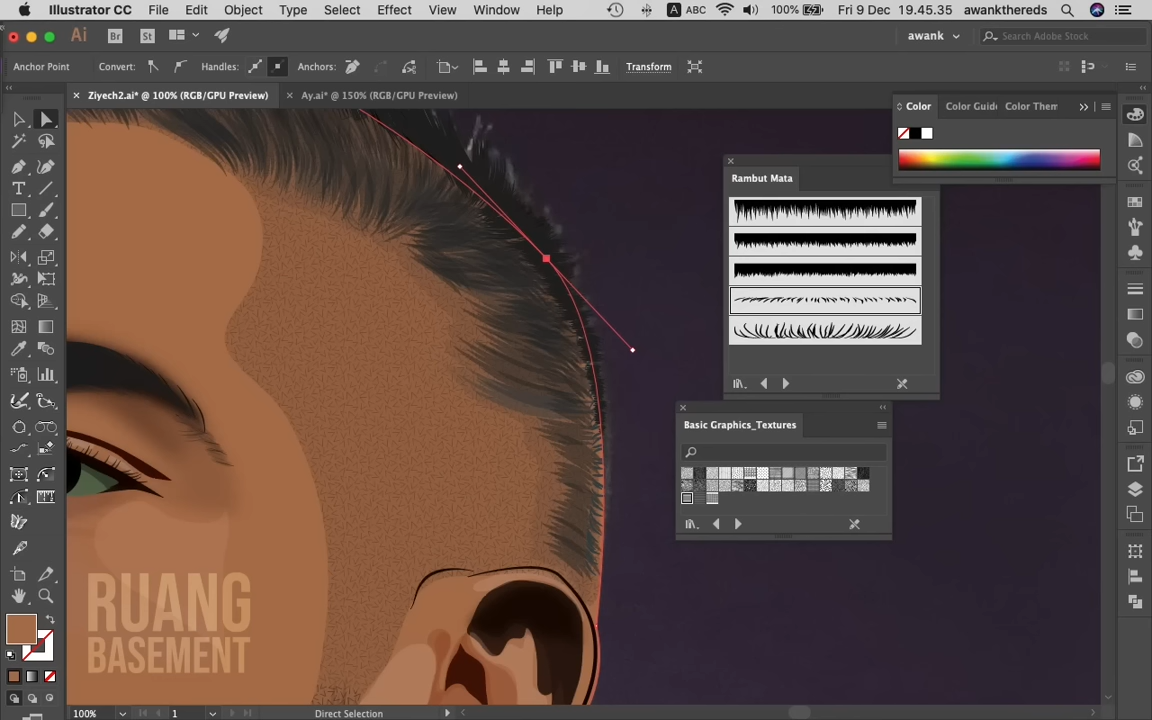 Illustrator CC File Edit Object Type Select Effect View Window Help A ABC 100% Fri 9 Dec 19.45.35 awankthereds
Ai Br St awank Search Adobe Stock
Anchor Point Convert: Handles: Anchors: Transform
Ziyech2.ai* @ 100% (RGB/GPU Preview) Ay.ai* @ 150% (RGB/GPU Preview)
Color Color Guid Color Them
Rambut Mata
Basic Graphics_Textures
RUANG
BASEMENT
100% 1 Direct Selection